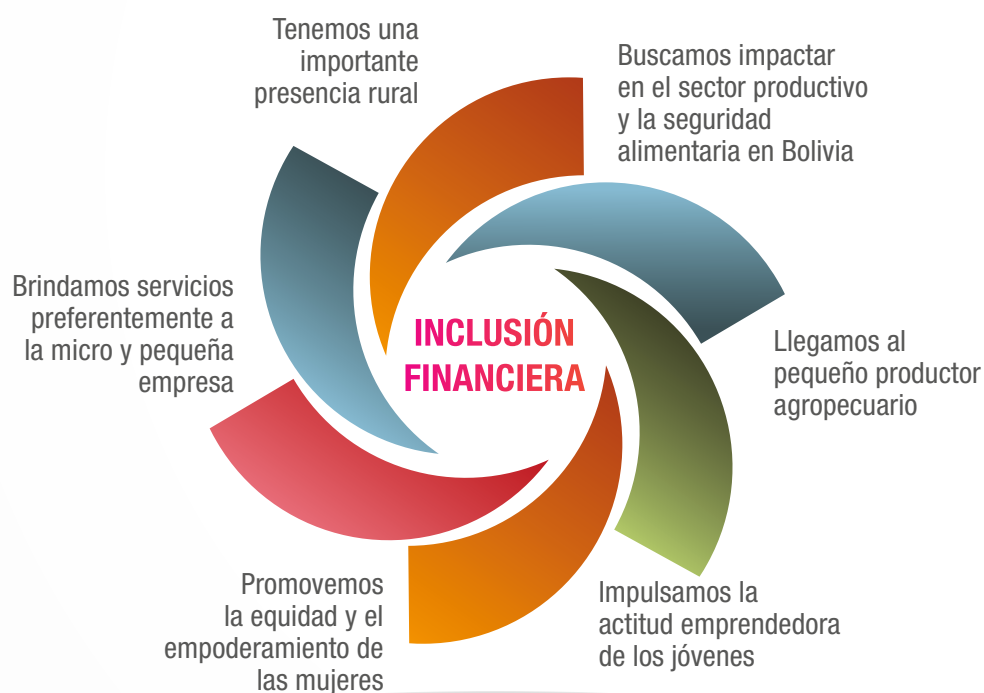 Tenemos una
importante
presencia rural
Buscamos impactar
en el sector productivo
y la seguridad
alimentaria en Bolivia
Brindamos servicios
preferentemente a
la micro y pequeña
empresa
INCLUSIÓN
FINANCIERA
Llegamos al
pequeño productor
agropecuario
Promovemos
la equidad y el
empoderamiento de
las mujeres
Impulsamos la
actitud emprendedora
de los jóvenes